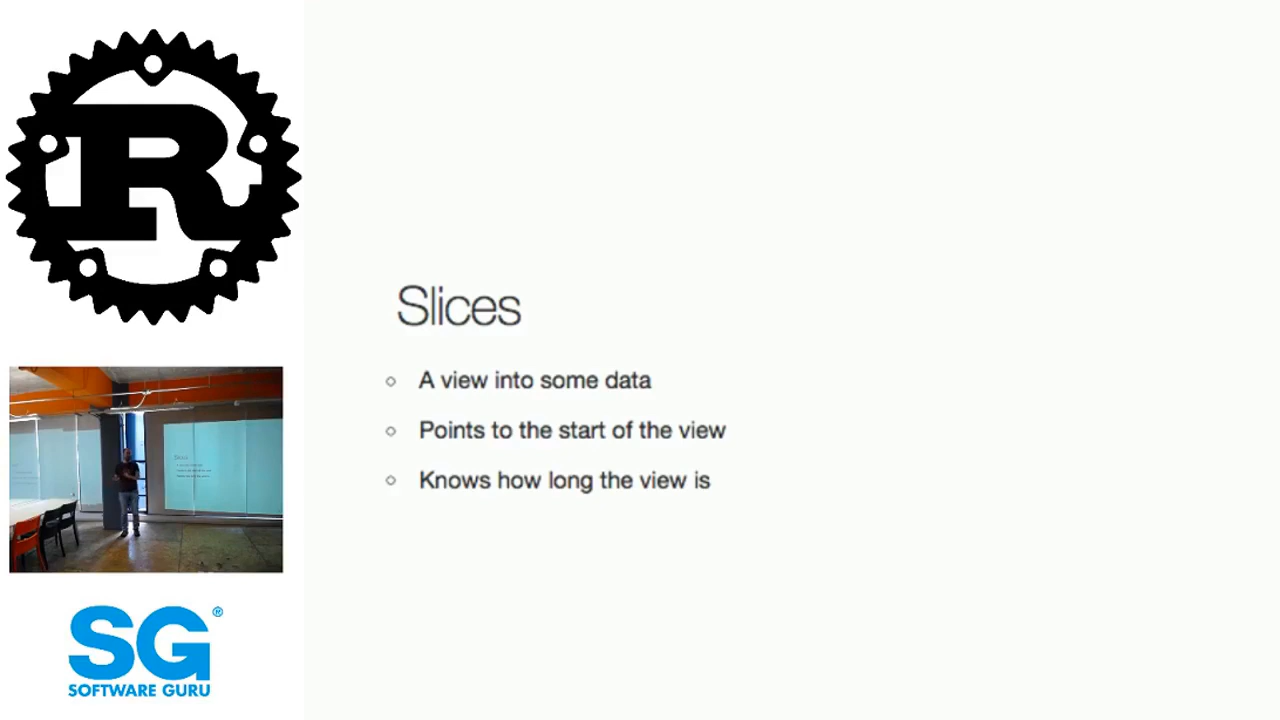 R
SG®
SOFTWARE GURU
Slices
A view into some data
Points to the start of the view
Knows how long the view is